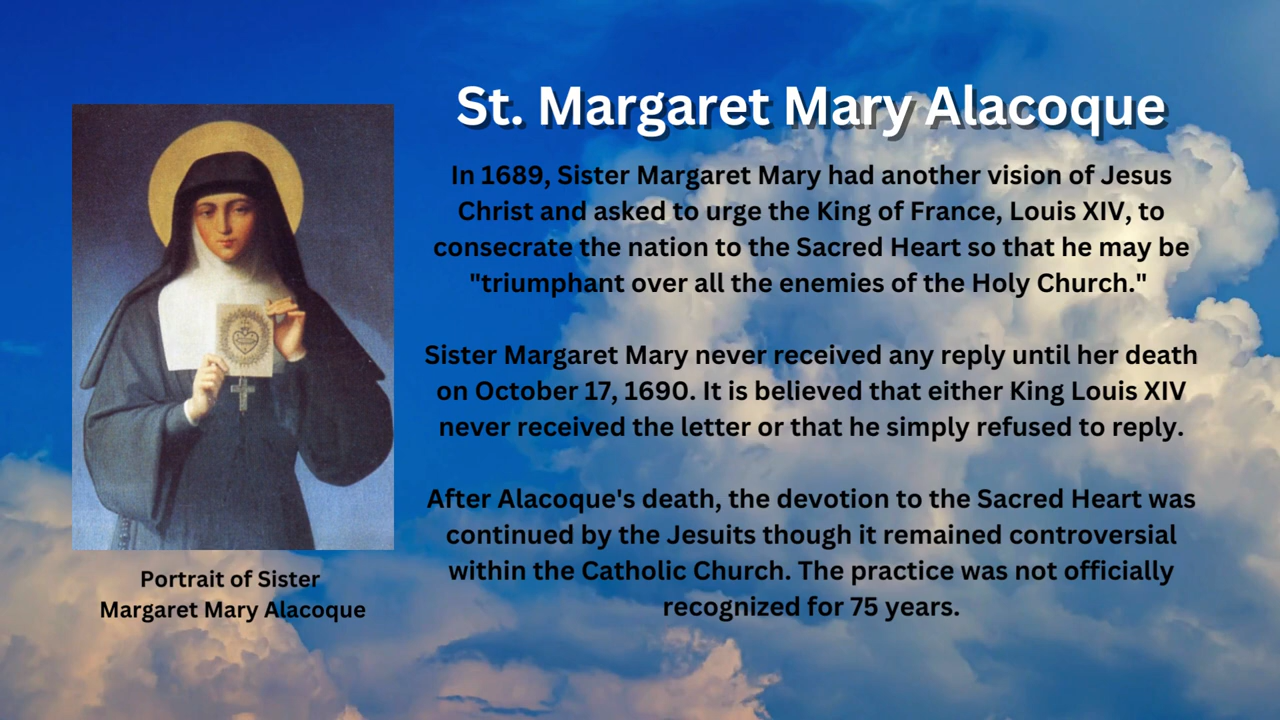 St. Margaret Mary Alacoque
In 1689, Sister Margaret Mary had another vision of Jesus
Christ and asked to urge the King of France, Louis XIV, to
consecrate the nation to the Sacred Heart so that he may be
"triumphant over all the enemies of the Holy Church."
Sister Margaret Mary never received any reply until her death
on October 17, 1690. It is believed that either King Louis XIV
never received the letter or that he simply refused to reply.
After Alacoque's death, the devotion to the Sacred Heart was
continued by the Jesuits though it remained controversial
within the Catholic Church. The practice was not officially
recognized for 75 years.
Portrait of Sister
Margaret Mary Alacoque